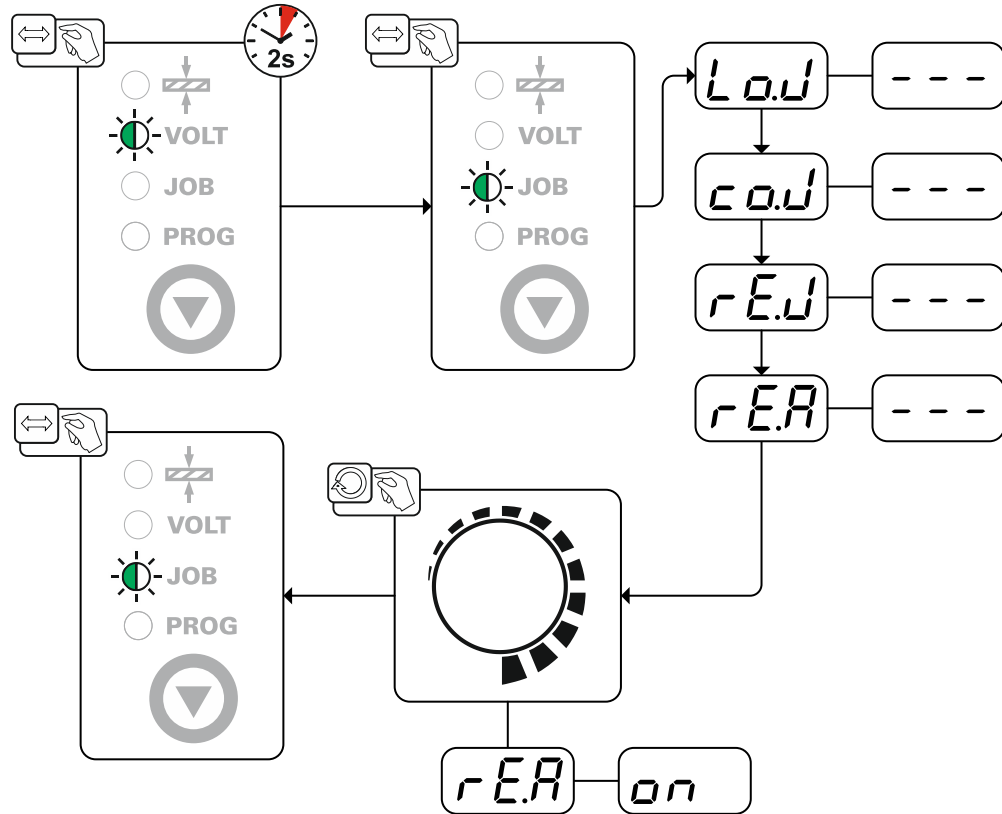 2s
VOLT
JOB
PROG
VOLT
JOB
PROG
Lo.J
- - -
co.J
- - -
rE.J
- - -
rE.A
- - -
VOLT
JOB
PROG
rE.A
on